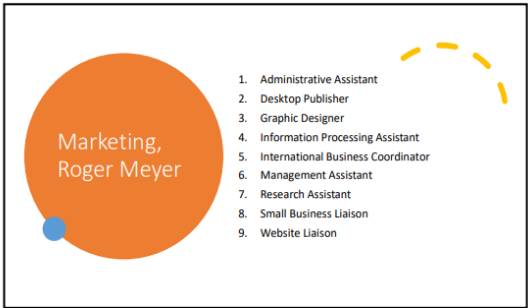 Marketing,
Roger Meyer
1. Administrative Assistant
2. Desktop Publisher
3. Graphic Designer
4. Information Processing Assistant
5. International Business Coordinator
6. Management Assistant
7. Research Assistant
8. Small Business Liaison
9. Website Liaison